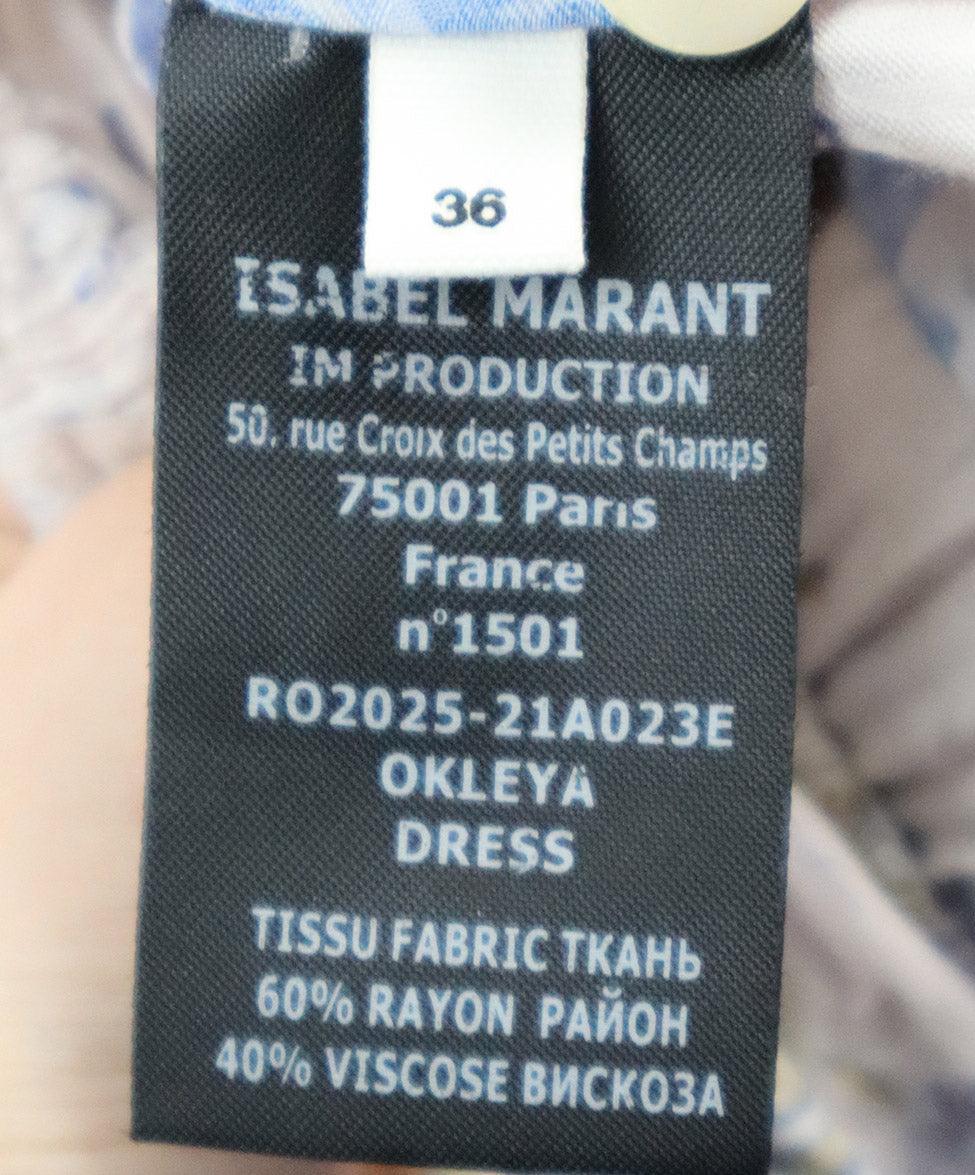 36
ISABEL MARANT
IM PRODUCTION
50, rue Croix des Petits Champs
75001 Paris
France
n°1501
RO2025-21A023E
OKLEYA
DRESS
TISSU FABRIC ТКАНЬ
60% RAYON РАЙОН
40% VISCOSE ВИСКОЗА